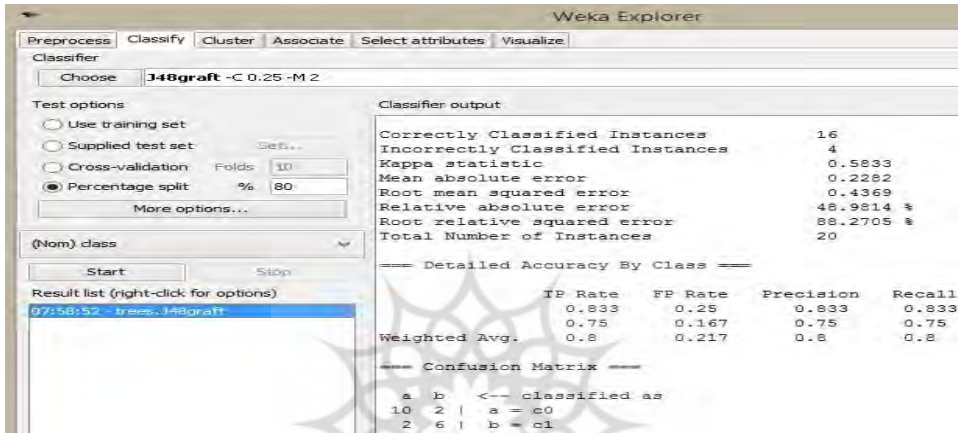 Weka Explorer
Preprocess Classify Cluster Associate Select attributes Visualize
Classifier
Choose J48graft -C 0.25 -M 2
Test options
Use training set
Supplied test set Set...
Cross-validation Folds 10
Percentage split % 80
More options...
(Nom) class
Start Stop
Result list (right-click for options)
07:58:52 - trees.J48graft
Classifier output
Correctly Classified Instances 16
Incorrectly Classified Instances 4
Kappa statistic 0.5833
Mean absolute error 0.2282
Root mean squared error 0.4369
Relative absolute error 48.9814 %
Root relative squared error 88.2705 %
Total Number of Instances 20
=== Detailed Accuracy By Class ===
TP Rate FP Rate Precision Recall
0.833 0.25 0.833 0.833
0.75 0.167 0.75 0.75
Weighted Avg. 0.8 0.217 0.8 0.8
=== Confusion Matrix ===
a b <-- classified as
10 2 | a = c0
2 6 | b = c1